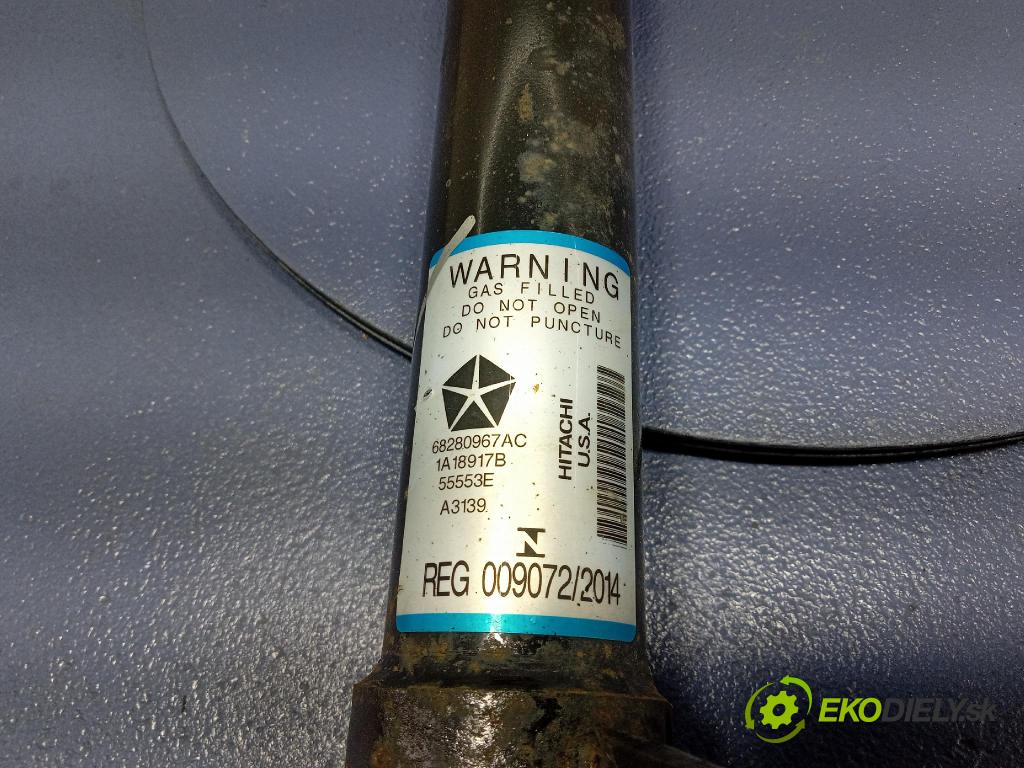 WARNING
GAS FILLED
DO NOT OPEN
DO NOT PUNCTURE
68280967AC
1A18917B
55553E
A3139
HITACHI
U.S.A.
REG 009072/2014
EKODIELY.sk